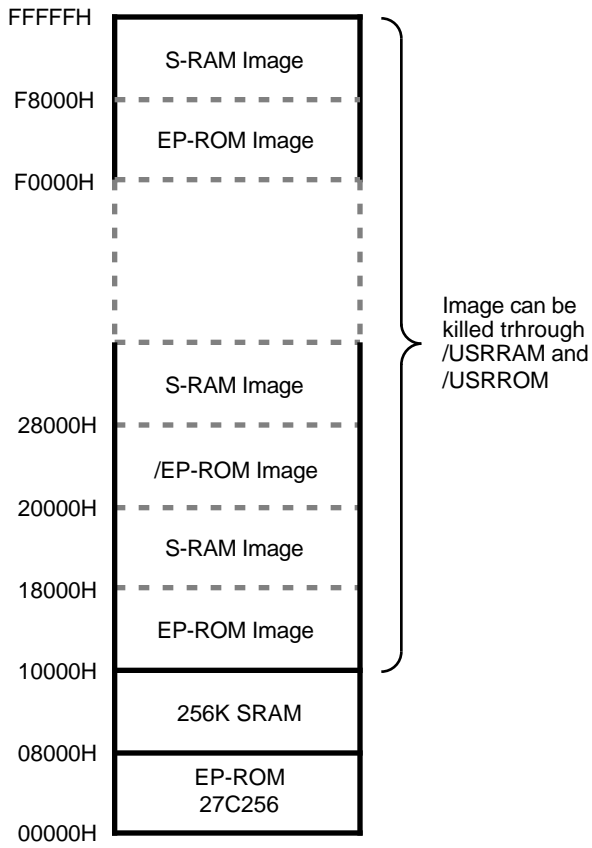 FFFFFH
S-RAM Image
F8000H
EP-ROM Image
F0000H
Image can be
killed trhrough
/USRRAM and
/USRROM
S-RAM Image
28000H
/EP-ROM Image
20000H
S-RAM Image
18000H
EP-ROM Image
10000H
256K SRAM
08000H
EP-ROM
27C256
00000H